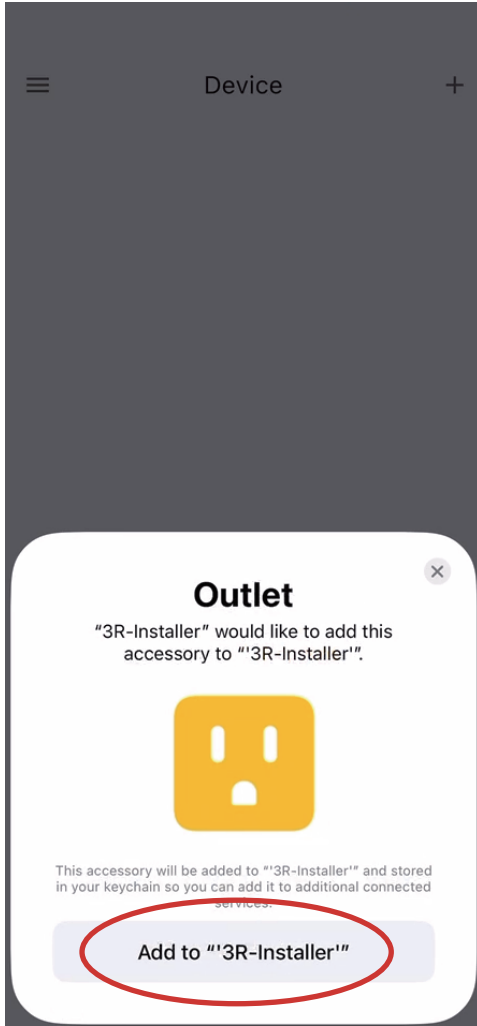 Device
Outlet
“3R-Installer” would like to add this
accessory to “'3R-Installer'”.
This accessory will be added to “'3R-Installer'” and stored
in your keychain so you can add it to additional connected
services.
Add to “'3R-Installer'”